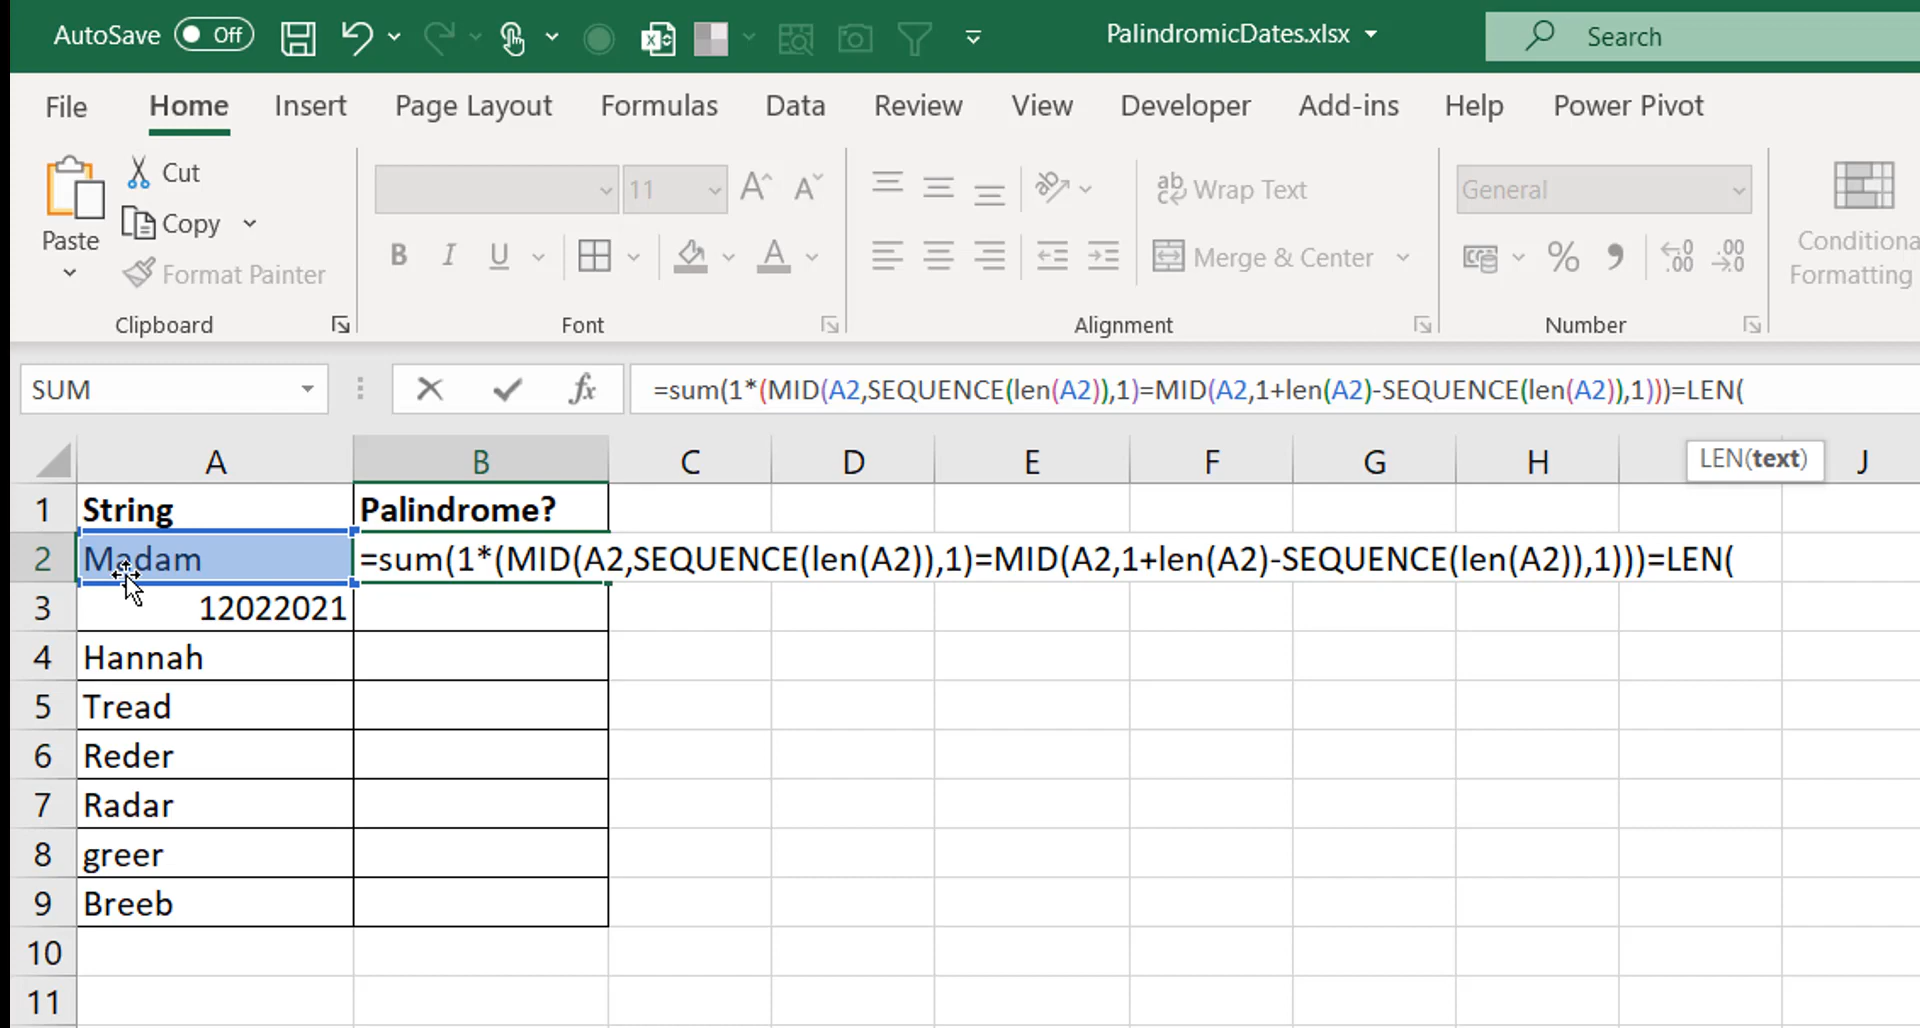 AutoSave Off PalindromicDates.xlsx Search
File Home Insert Page Layout Formulas Data Review View Developer Add-ins Help Power Pivot
Paste
Cut
Copy
Format Painter
Clipboard
11
A A
B I U A
Font
ab Wrap Text
Merge & Center
Alignment
General
% 
Number
Conditiona
Formatting
SUM fx =sum(1*(MID(A2,SEQUENCE(len(A2)),1)=MID(A2,1+len(A2)-SEQUENCE(len(A2)),1)))=LEN(
LEN(text)
A B C D E F G H J
1 String Palindrome?
2 Madam =sum(1*(MID(A2,SEQUENCE(len(A2)),1)=MID(A2,1+len(A2)-SEQUENCE(len(A2)),1)))=LEN(
3 12022021
4 Hannah
5 Tread
6 Reder
7 Radar
8 greer
9 Breeb
10
11